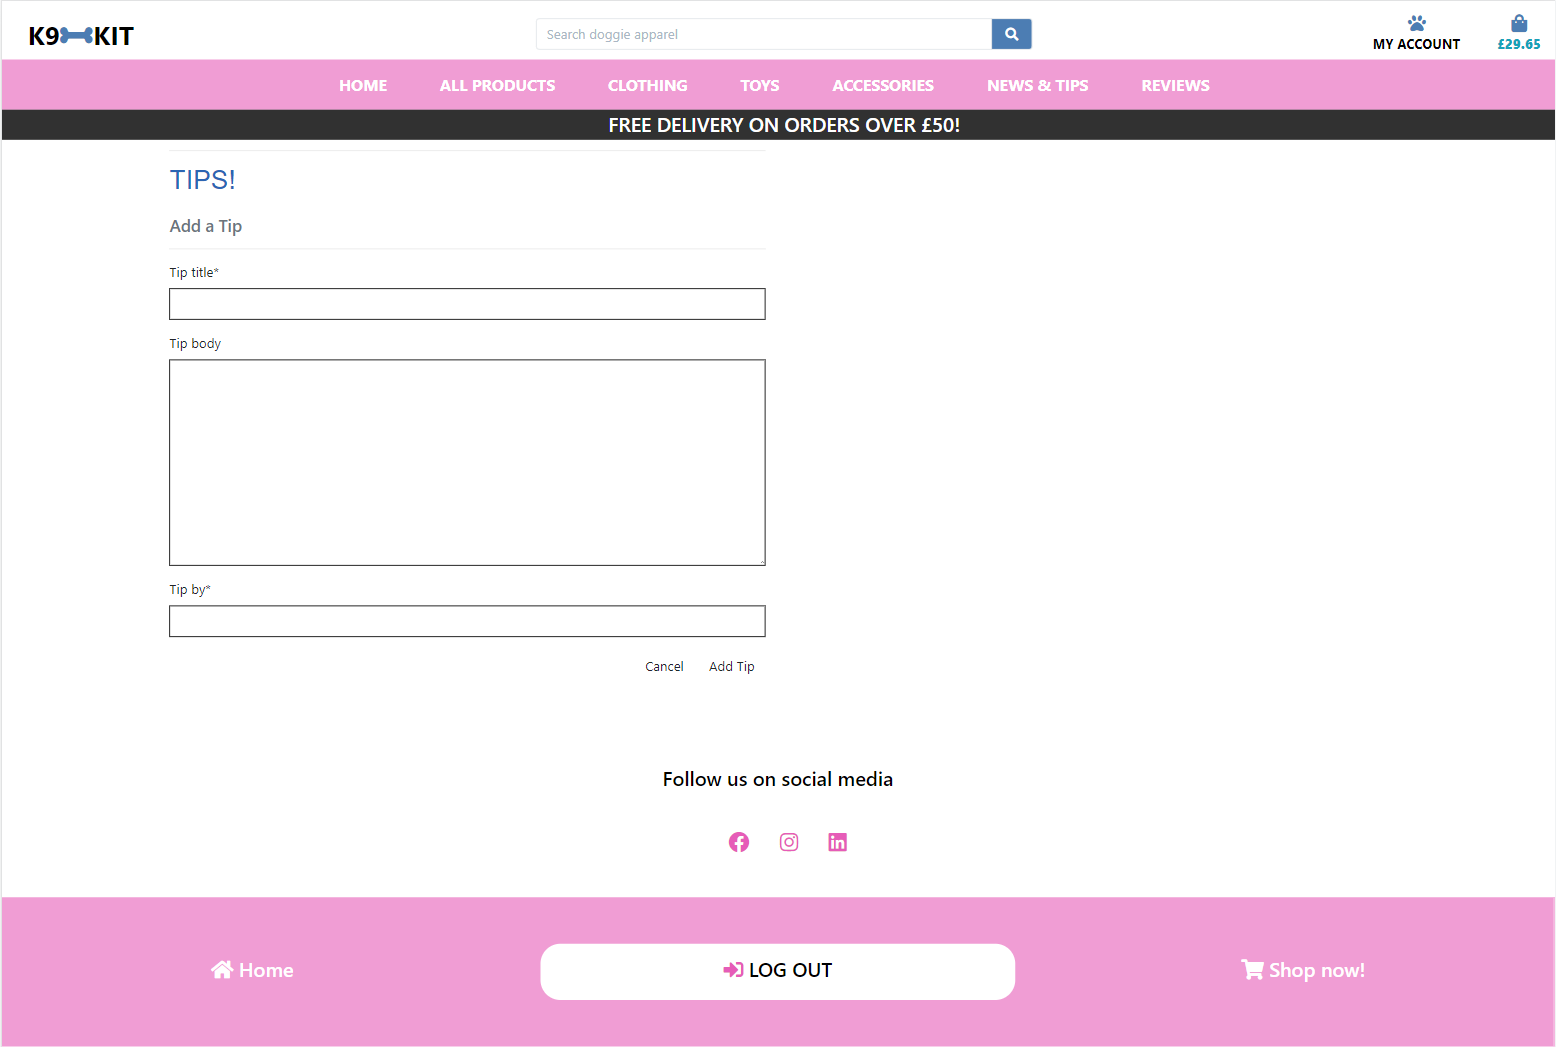 K9 KIT
Search doggie apparel
MY ACCOUNT
£29.65
HOME ALL PRODUCTS CLOTHING TOYS ACCESSORIES NEWS & TIPS REVIEWS
FREE DELIVERY ON ORDERS OVER £50!
TIPS!
Add a Tip
Tip title*
Tip body
Tip by*
Cancel Add Tip
Follow us on social media
Home LOG OUT Shop now!